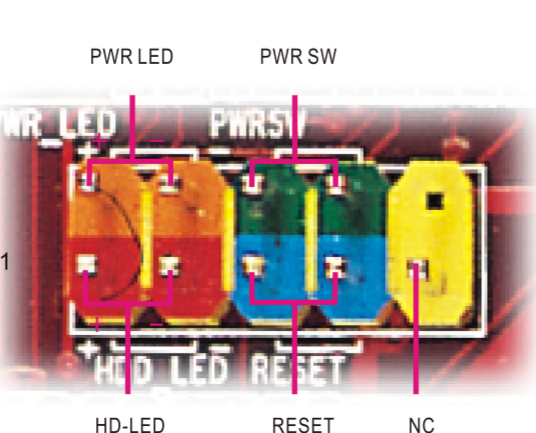 PWR LED PWR SW
WR_LED PWRSW
+ −
+ −
1
+ −
+ HDD LED − RESET
HD-LED RESET NC